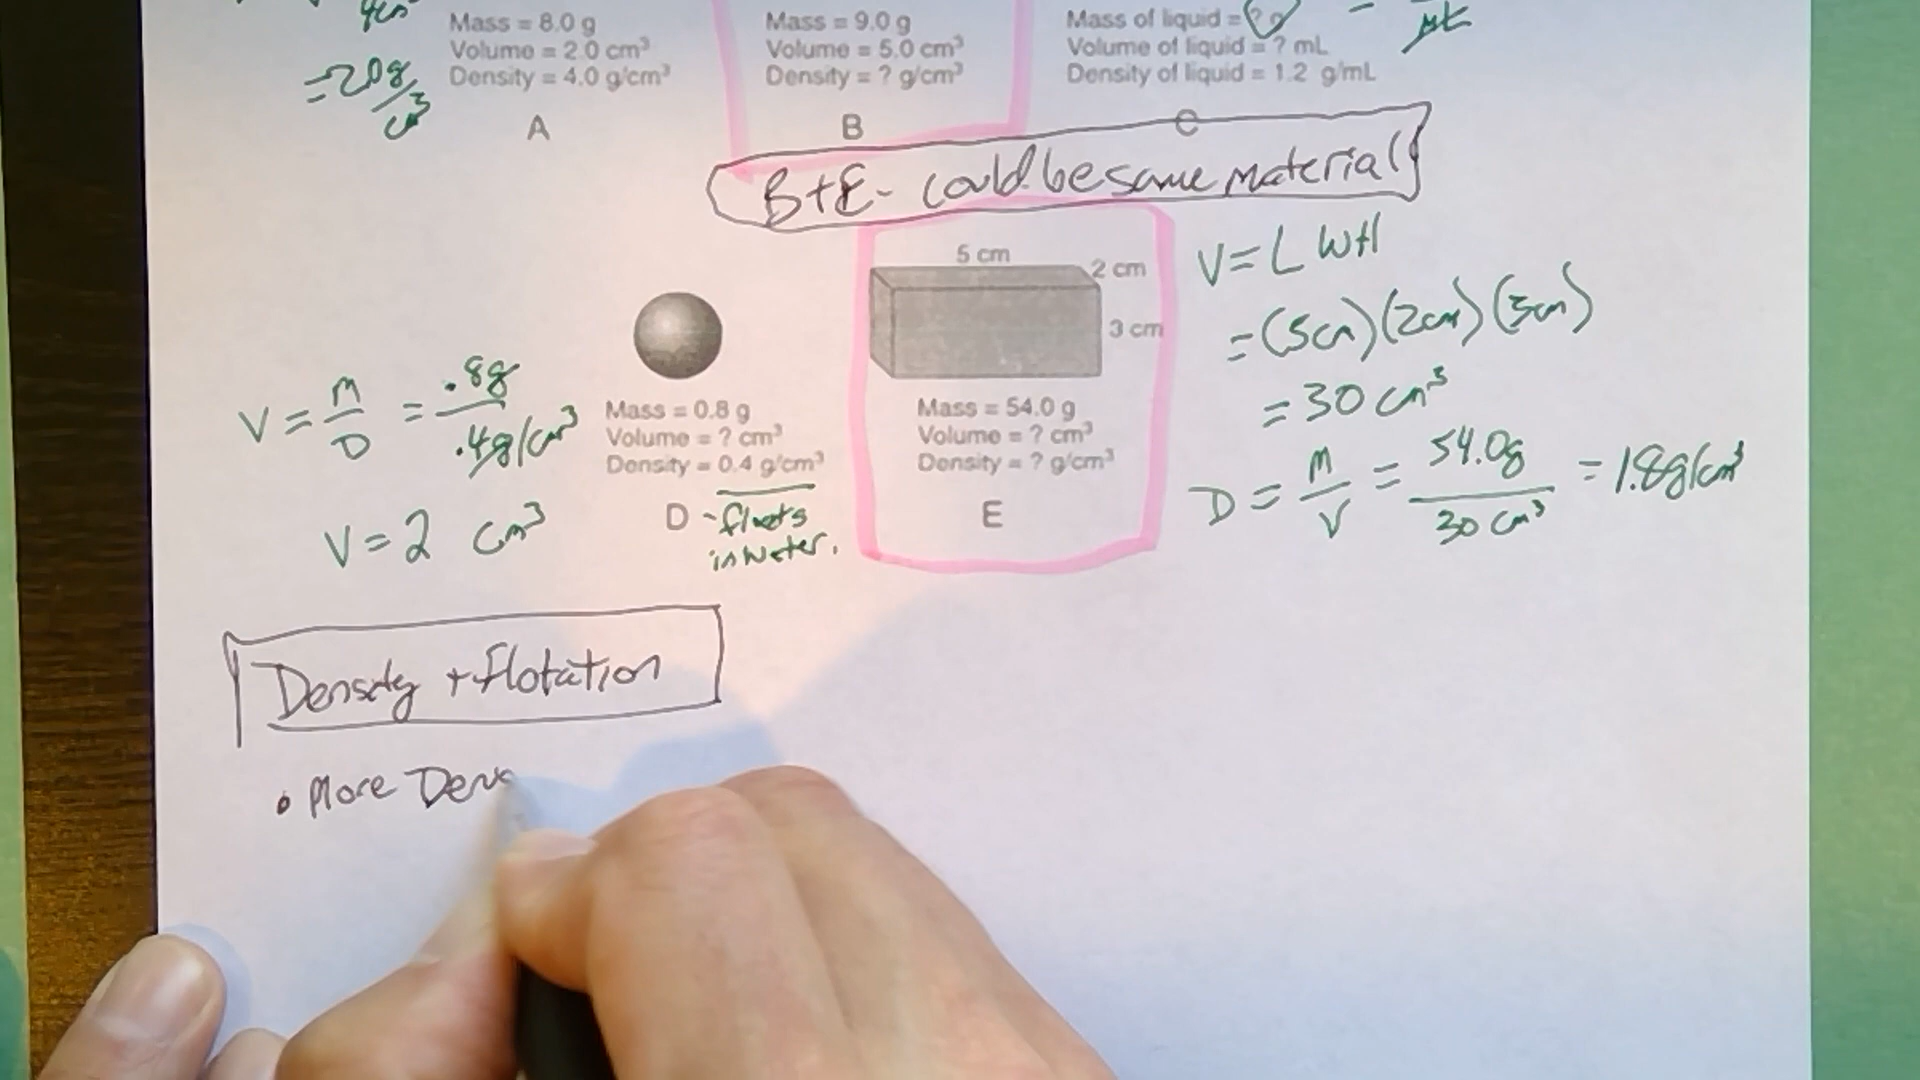 4cm
= 20g/cm³
Mass = 8.0 g
Volume = 2.0 cm³
Density = 4.0 g/cm³
A
Mass = 9.0 g
Volume = 5.0 cm³
Density = ? g/cm³
B
Mass of liquid = ? g
Volume of liquid = ? mL
Density of liquid = 1.2 g/mL
C
B+E - could be same material
V = M/D = .8g/.4g/cm³
V = 2 cm³
Mass = 0.8 g
Volume = ? cm³
Density = 0.4 g/cm³
D - floats
in water.
5 cm
2 cm
3 cm
Mass = 54.0 g
Volume = ? cm³
Density = ? g/cm³
E
V = L W H
= (5cm)(2cm)(3cm)
= 30 cm³
D = M/V = 54.0g/30 cm³ = 1.8g/cm³
Density + flotation
• More Dens